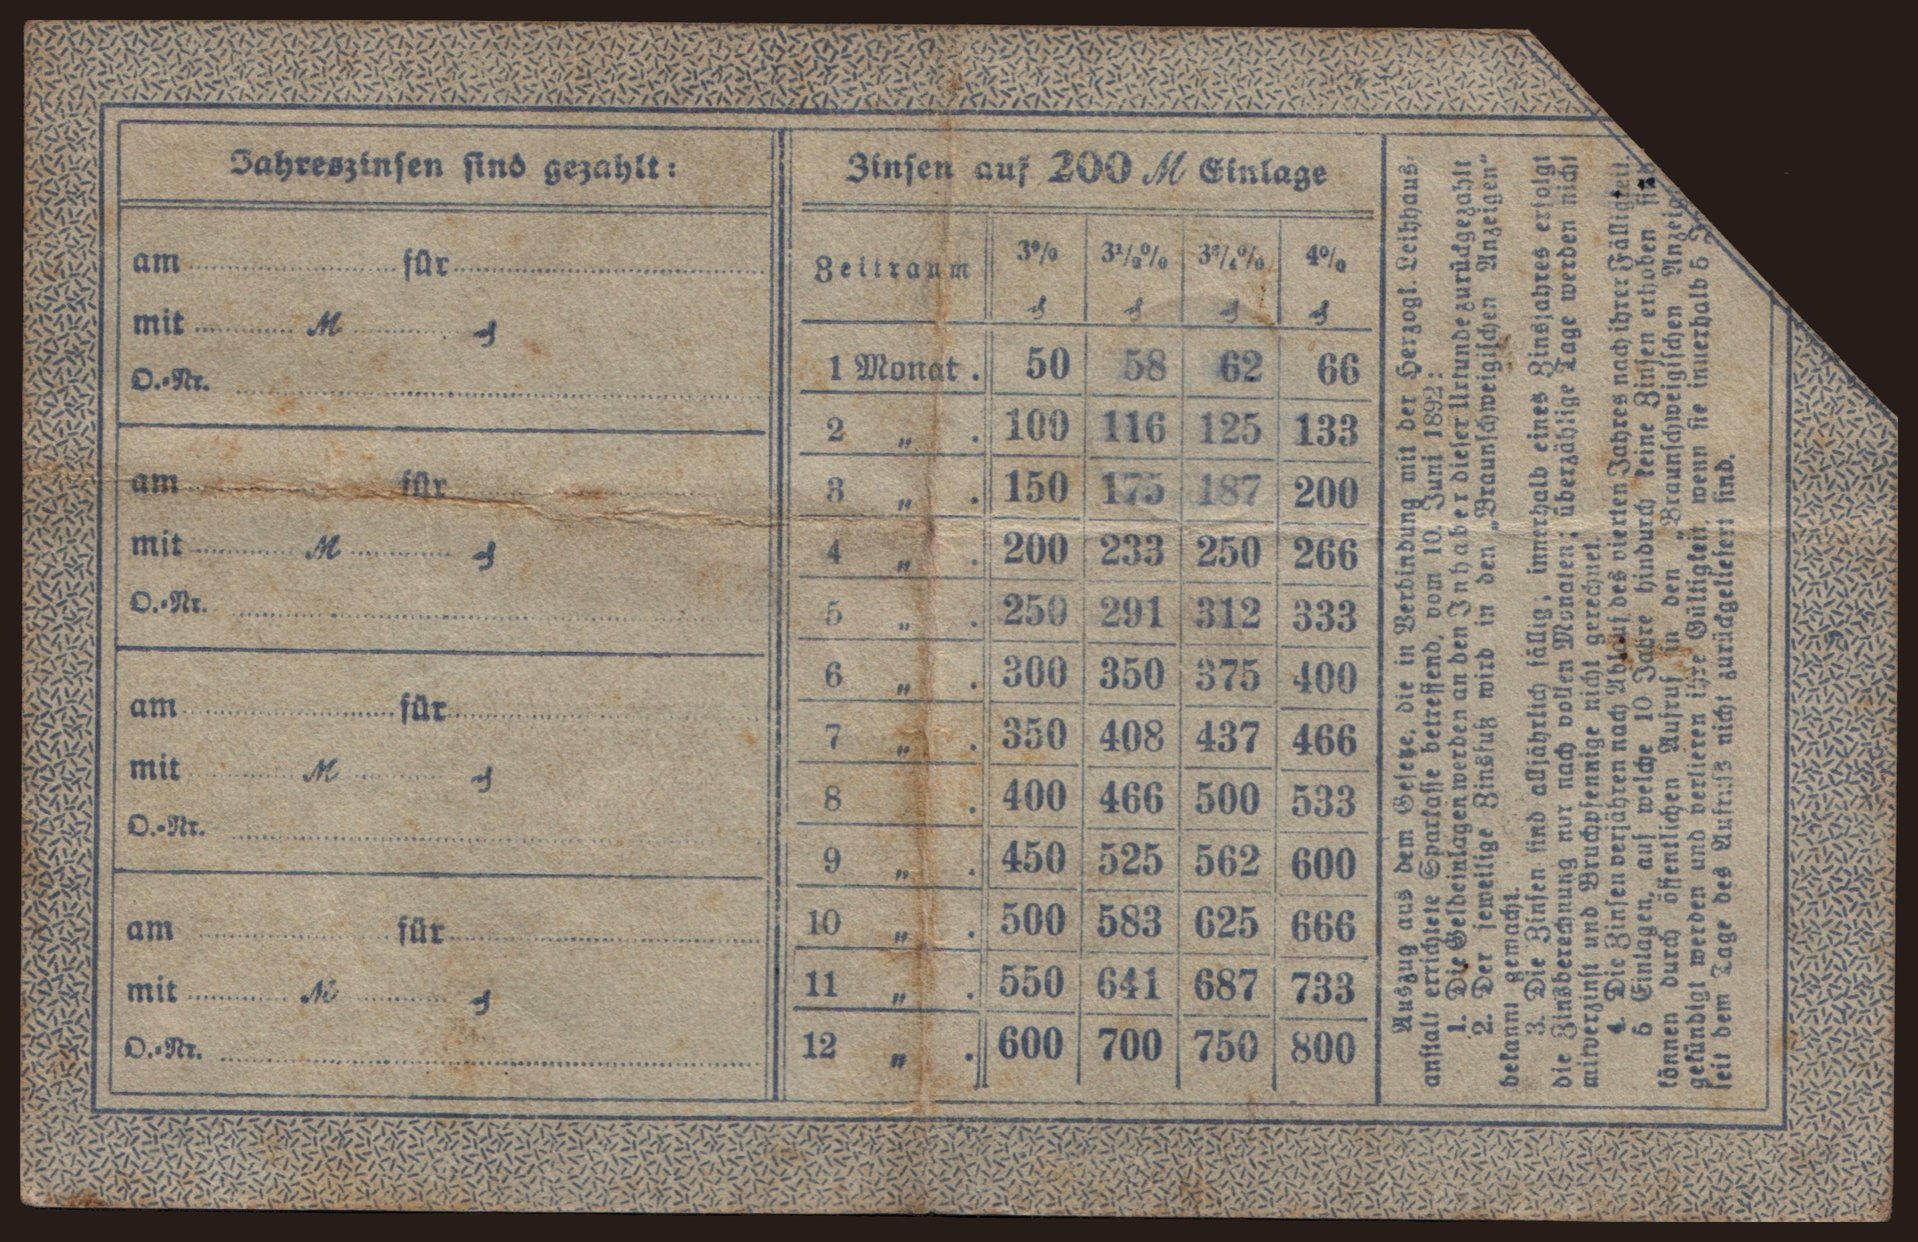 Jahreszinsen sind gezahlt:
am für
mit M ₰
O.-Nr.
am für
mit M ₰
O.-Nr.
am für
mit M ₰
O.-Nr.
am für
mit M ₰
O.-Nr.
Zinsen auf 200 M Einlage
Zeitraum 3% 3½% 3¾% 4%
₰ ₰ ₰ ₰
1 Monat . 50 58 62 66
2 „ . 100 116 125 133
3 „ . 150 175 187 200
4 „ . 200 233 250 266
5 „ . 250 291 312 333
6 „ . 300 350 375 400
7 „ . 350 408 437 466
8 . 400 466 500 533
9 „ . 450 525 562 600
10 „ . 500 583 625 666
11 „ . 550 641 687 733
12 „ . 600 700 750 800
Auszug aus dem Gesetze, die in Verbindung mit der Herzogl. Leihhaus-
anstalt errichtete Sparkasse betreffend, vom 10. Juni 1892:
1. Die Geldeinlagen werden an den Inhaber dieser Urkunde zurückgezahlt
2. Der jeweilige Zinsfuß wird in den „Braunschweigischen Anzeigen“
bekannt gemacht.
3. Die Zinsen sind alljährlich fällig, innerhalb eines Zinsjahres erfolgt
die Zinsberechnung nur nach vollen Monaten; überzählige Tage werden nicht
mitverzinst und Bruchpfennige nicht gerechnet.
4. Die Zinsen verjähren nach Ablauf des vierten Jahres nach ihrer Fälligkeit.
5 Einlagen, auf welche 10 Jahre hindurch keine Zinsen erhoben sind
können durch öffentlichen Aufruf in den „Braunschweigischen Anzeig
gekündigt werden und verlieren ihre Gültigkeit wenn sie innerhalb 5
seit dem Tage des Aufrufs nicht zurückgeliefert sind.